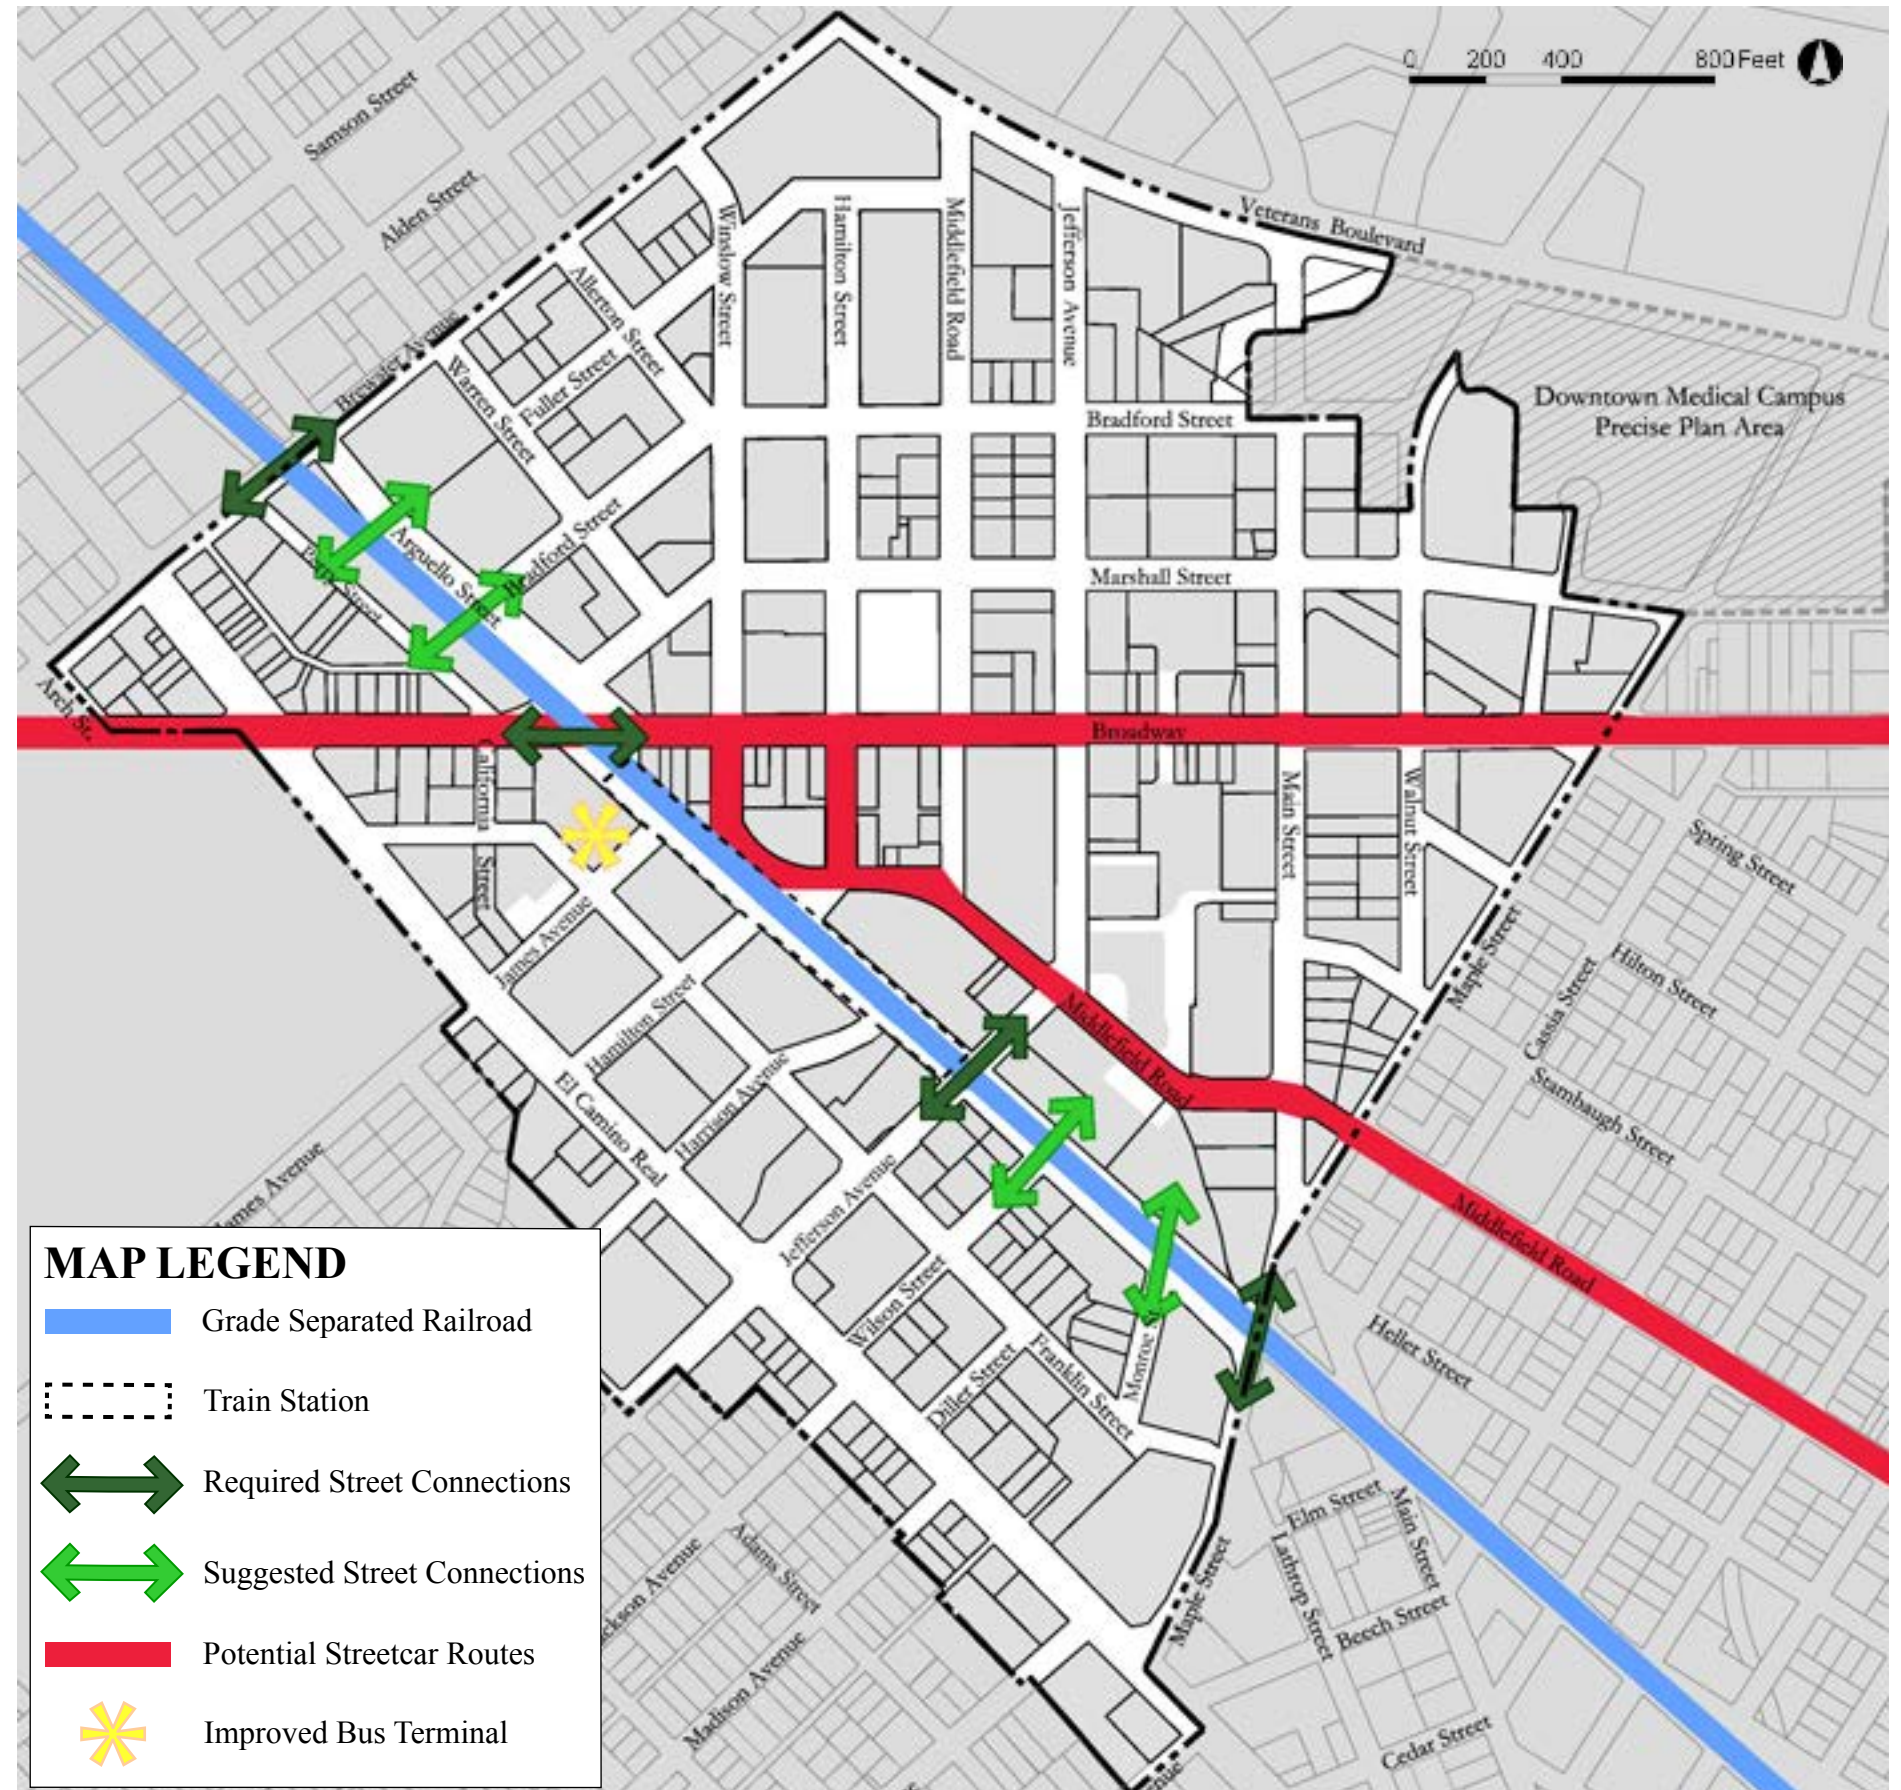 0 200 400 800 Feet
Samson Street
Alden Street
Veterans Boulevard
Winslow Street
Hamilton Street
Middlefield Road
Jefferson Avenue
Allerton Street
Brewster Avenue
Warren Street
Fuller Street
Bradford Street
Downtown Medical Campus
Precise Plan Area
Arguello Street
Bradford Street
Street
Marshall Street
Arch St.
Broadway
California
Street
Main Street
Walnut Street
Spring Street
James Avenue
Maple Street
Hilton Street
Cassia Street
Hamilton Street
Middlefield Road
Stambaugh Street
El Camino Real
Harrison Avenue
James Avenue
Jefferson Avenue
Middlefield Road
Wilson Street
Heller Street
Franklin Street
Monroe
Diller Street
Elm Street
Main Street
Lathrop Street
Beech Street
Maple Street
Adams Street
Madison Avenue
Cedar Street
MAP LEGEND
Grade Separated Railroad
Train Station
Required Street Connections
Suggested Street Connections
Potential Streetcar Routes
Improved Bus Terminal